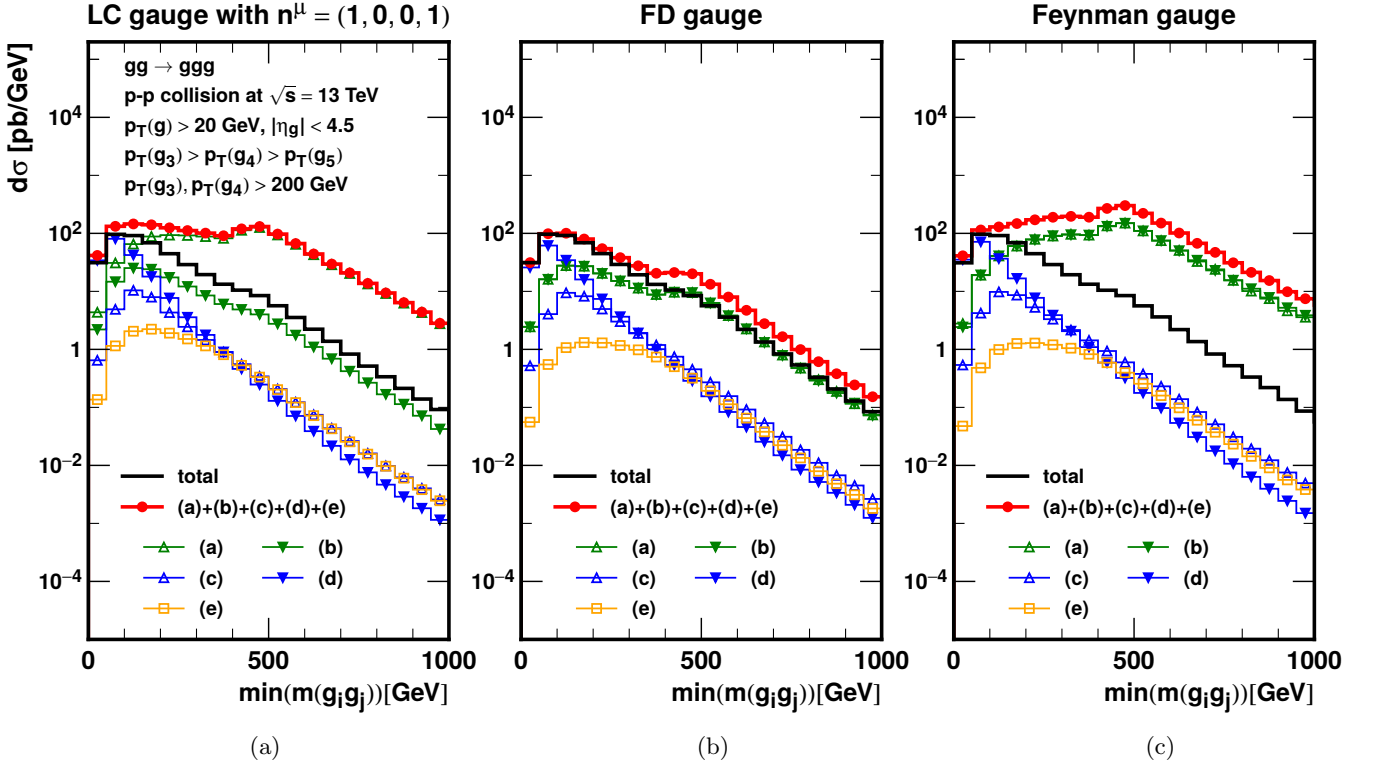 LC gauge with n^μ = (1, 0, 0, 1)
FD gauge
Feynman gauge
dσ [pb/GeV]
gg → ggg
p-p collision at √s = 13 TeV
p_T(g) > 20 GeV, |η_g| < 4.5
p_T(g_3) > p_T(g_4) > p_T(g_5)
p_T(g_3), p_T(g_4) > 200 GeV
10^4
10^2
1
10^−2
10^−4
total
(a)+(b)+(c)+(d)+(e)
(a) (b)
(c) (d)
(e)
0 500 1000
min(m(g_i g_j))[GeV]
(a)
10^4
10^2
1
10^−2
10^−4
total
(a)+(b)+(c)+(d)+(e)
(a) (b)
(c) (d)
(e)
0 500 1000
min(m(g_i g_j))[GeV]
(b)
10^4
10^2
1
10^−2
10^−4
total
(a)+(b)+(c)+(d)+(e)
(a) (b)
(c) (d)
(e)
0 500 1000
min(m(g_i g_j))[GeV]
(c)